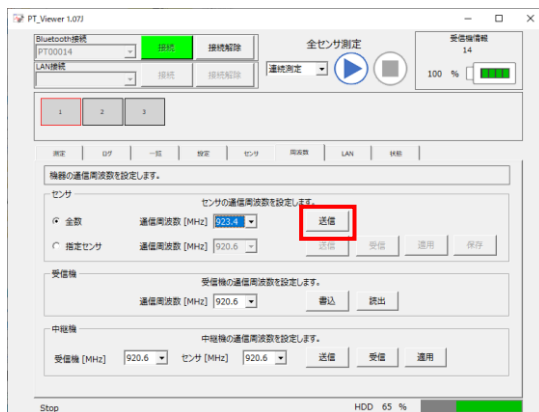 PT_Viewer 1.07J
Bluetooth接続
PT00014
接続
接続解除
LAN接続
接続
接続解除
全センサ測定
連続測定
受信機情報
14
100 %
1 2 3
測定 ログ 一覧 設定 センサ 周波数 LAN 状態
機器の通信周波数を設定します。
センサ
センサの通信周波数を設定します。
全数 通信周波数 [MHz] 923.4 送信
指定センサ 通信周波数 [MHz] 920.6 送信 受信 適用 保存
受信機
受信機の通信周波数を設定します。
通信周波数 [MHz] 920.6 書込 読出
中継機
中継機の通信周波数を設定します。
受信機 [MHz] 920.6 センサ [MHz] 920.6 送信 受信 適用
Stop HDD 65 %